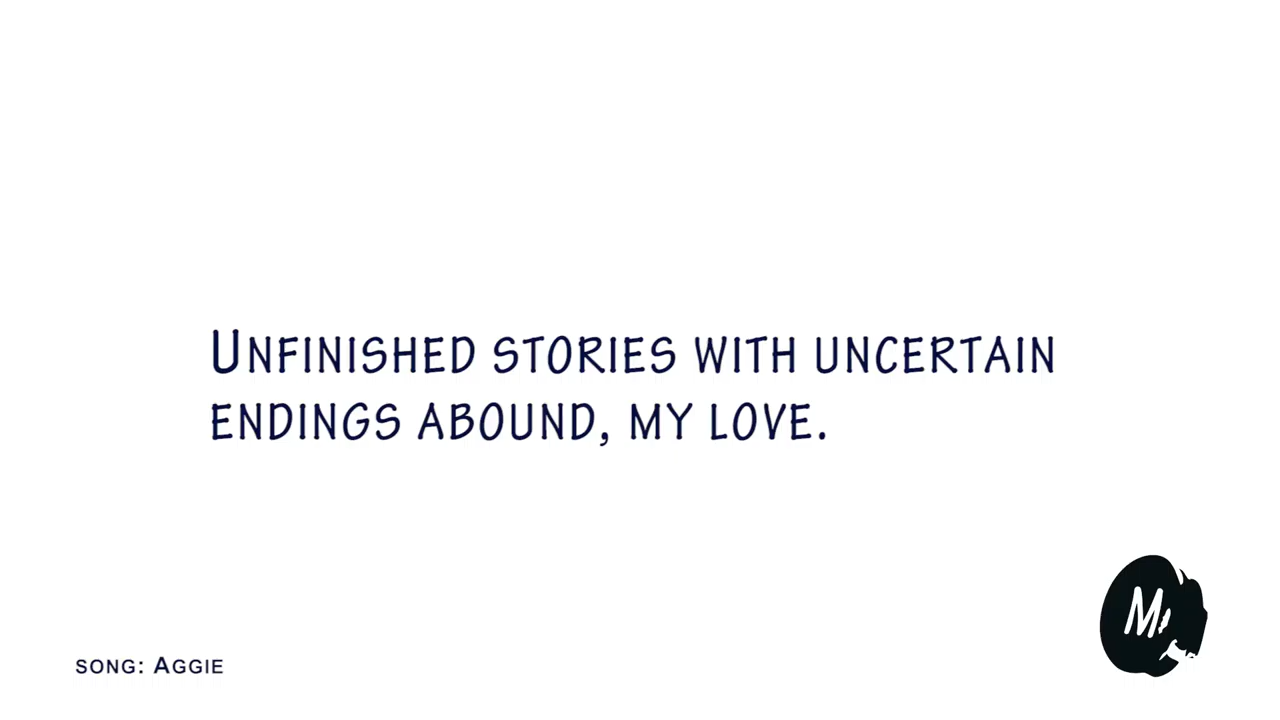 Unfinished stories with uncertain
endings abound, my love.
song: Aggie
M